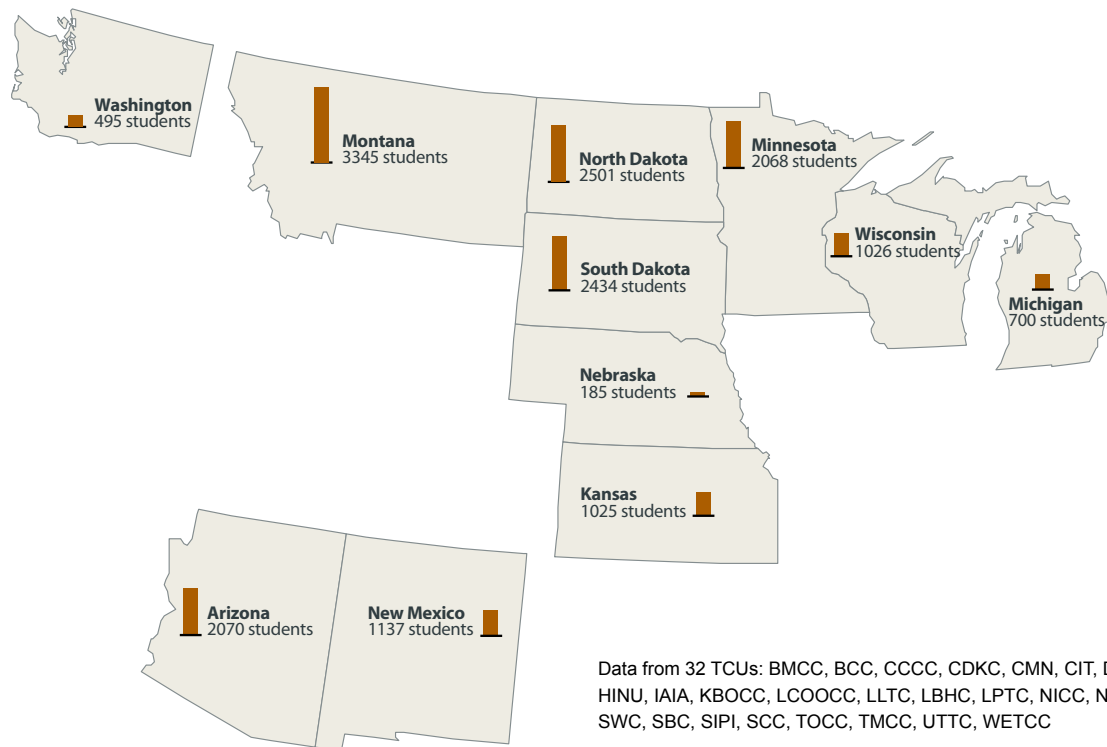 Washington
495 students
Montana
3345 students
North Dakota
2501 students
Minnesota
2068 students
Wisconsin
1026 students
South Dakota
2434 students
Michigan
700 students
Nebraska
185 students
Kansas
1025 students
Arizona
2070 students
New Mexico
1137 students
Data from 32 TCUs: BMCC, BCC, CCCC, CDKC, CMN, CIT,
HINU, IAIA, KBOCC, LCOOCC, LLTC, LBHC, LPTC, NICC,
SWC, SBC, SIPI, SCC, TOCC, TMCC, UTTC, WETCC